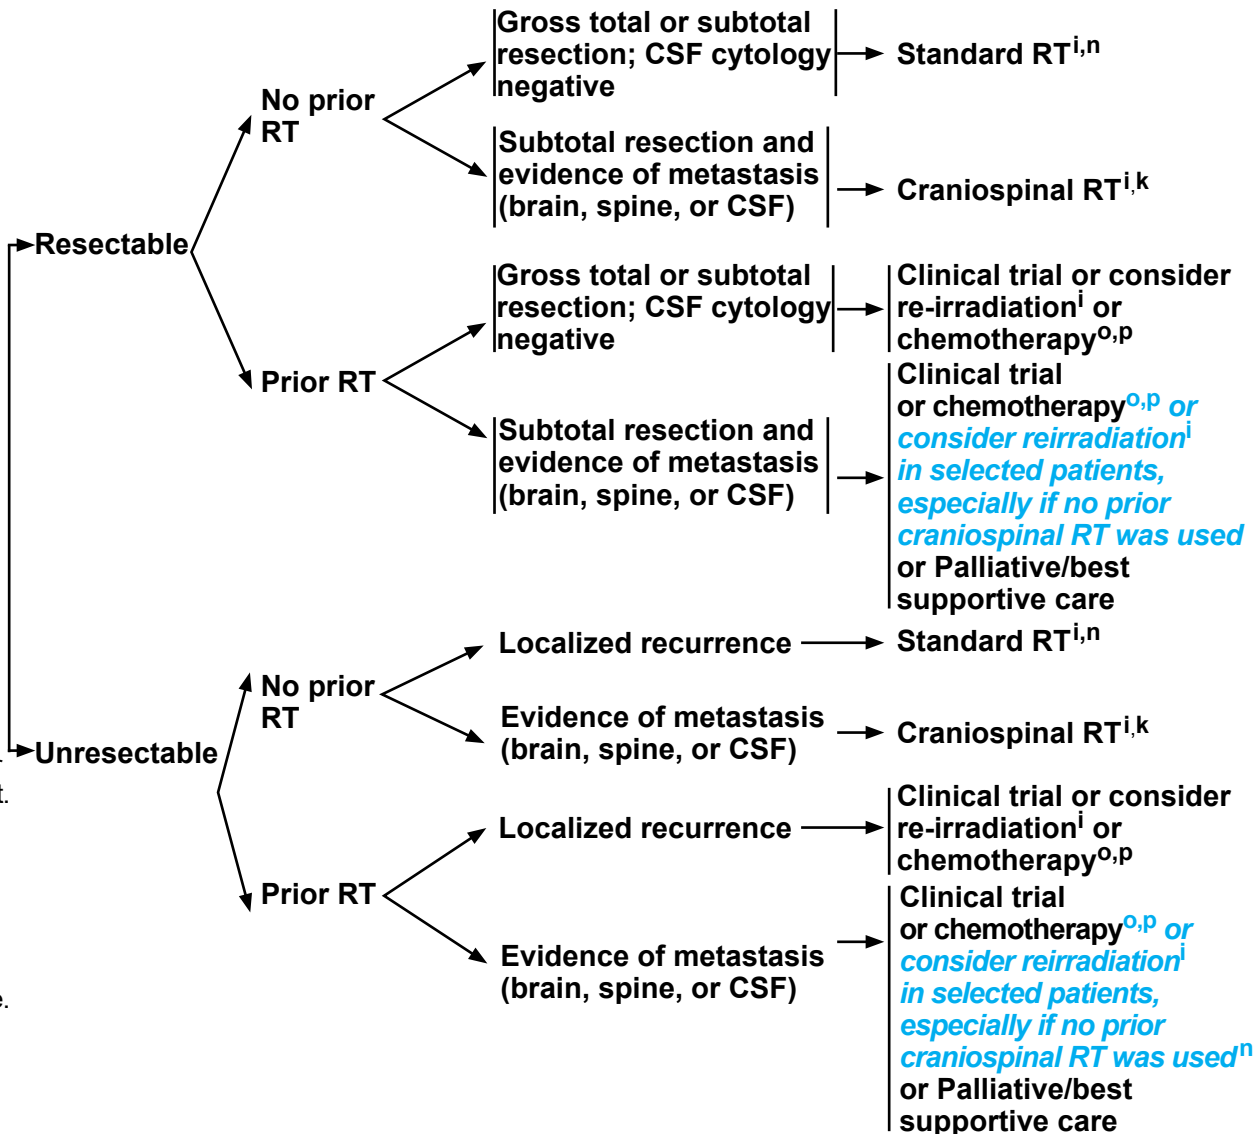 Resectable
No prior
RT
Gross total or subtotal
resection; CSF cytology
negative
Standard RTi,n
Subtotal resection and
evidence of metastasis
(brain, spine, or CSF)
Craniospinal RTi,k
Prior RT
Gross total or subtotal
resection; CSF cytology
negative
Clinical trial or consider
re-irradiationi or
chemotherapyo,p
Subtotal resection and
evidence of metastasis
(brain, spine, or CSF)
Clinical trial
or chemotherapyo,p or
consider reirradiationi
in selected patients,
especially if no prior
craniospinal RT was used
or Palliative/best
supportive care
Unresectable
No prior
RT
Localized recurrence
Standard RTi,n
Evidence of metastasis
(brain, spine, or CSF)
Craniospinal RTi,k
Prior RT
Localized recurrence
Clinical trial or consider
re-irradiationi or
chemotherapyo,p
Evidence of metastasis
(brain, spine, or CSF)
Clinical trial
or chemotherapyo,p or
consider reirradiationi
in selected patients,
especially if no prior
craniospinal RT was usedn
or Palliative/best
supportive care